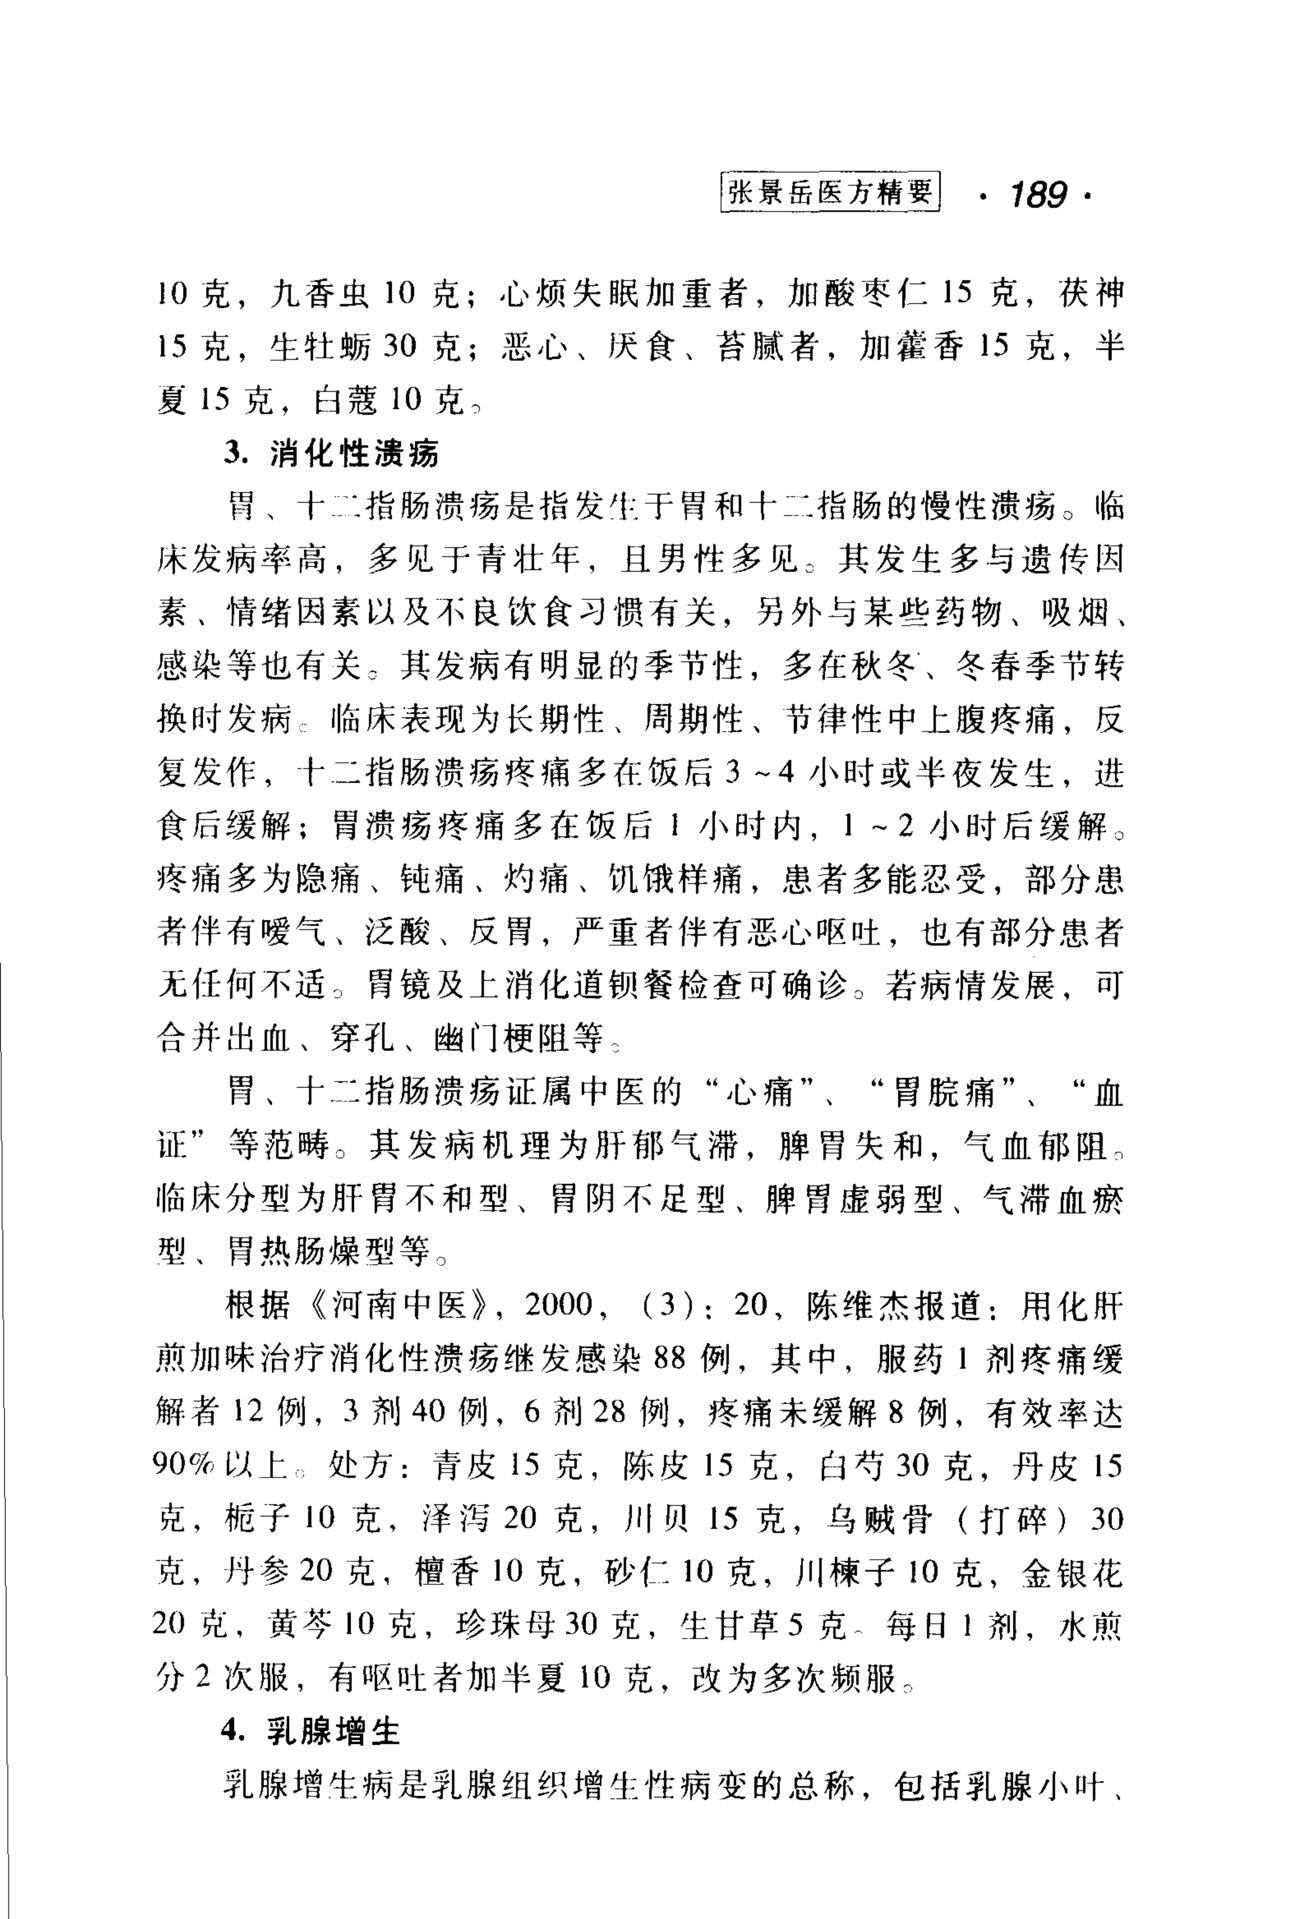 张景岳医方精要 · 189 ·
10 克，九香虫 10 克；心烦失眠加重者，加酸枣仁 15 克，茯神
15 克，生牡蛎 30 克；恶心、厌食、苔腻者，加藿香 15 克，半
夏 15 克，白蔻 10 克。
3. 消化性溃疡
胃、十二指肠溃疡是指发生于胃和十二指肠的慢性溃疡。临
床发病率高，多见于青壮年，且男性多见。其发生多与遗传因
素、情绪因素以及不良饮食习惯有关，另外与某些药物、吸烟、
感染等也有关。其发病有明显的季节性，多在秋冬、冬春季节转
换时发病。临床表现为长期性、周期性、节律性中上腹疼痛，反
复发作，十二指肠溃疡疼痛多在饭后 3 ~ 4 小时或半夜发生，进
食后缓解；胃溃疡疼痛多在饭后 1 小时内，1 ~ 2 小时后缓解。
疼痛多为隐痛、钝痛、灼痛、饥饿样痛，患者多能忍受，部分患
者伴有嗳气、泛酸、反胃，严重者伴有恶心呕吐，也有部分患者
无任何不适。胃镜及上消化道钡餐检查可确诊。若病情发展，可
合并出血、穿孔、幽门梗阻等。
胃、十二指肠溃疡证属中医的“心痛”、“胃脘痛”、“血
证”等范畴。其发病机理为肝郁气滞，脾胃失和，气血郁阻。
临床分型为肝胃不和型、胃阴不足型、脾胃虚弱型、气滞血瘀
型、胃热肠燥型等。
根据《河南中医》，2000，（3）：20，陈维杰报道：用化肝
煎加味治疗消化性溃疡继发感染 88 例，其中，服药 1 剂疼痛缓
解者 12 例，3 剂 40 例，6 剂 28 例，疼痛未缓解 8 例，有效率达
90% 以上。处方：青皮 15 克，陈皮 15 克，白芍 30 克，丹皮 15
克，栀子 10 克，泽泻 20 克，川贝 15 克，乌贼骨（打碎）30
克，丹参 20 克，檀香 10 克，砂仁 10 克，川楝子 10 克，金银花
20 克，黄芩 10 克，珍珠母 30 克，生甘草 5 克。每日 1 剂，水煎
分 2 次服，有呕吐者加半夏 10 克，改为多次频服。
4. 乳腺增生
乳腺增生病是乳腺组织增生性病变的总称，包括乳腺小叶、